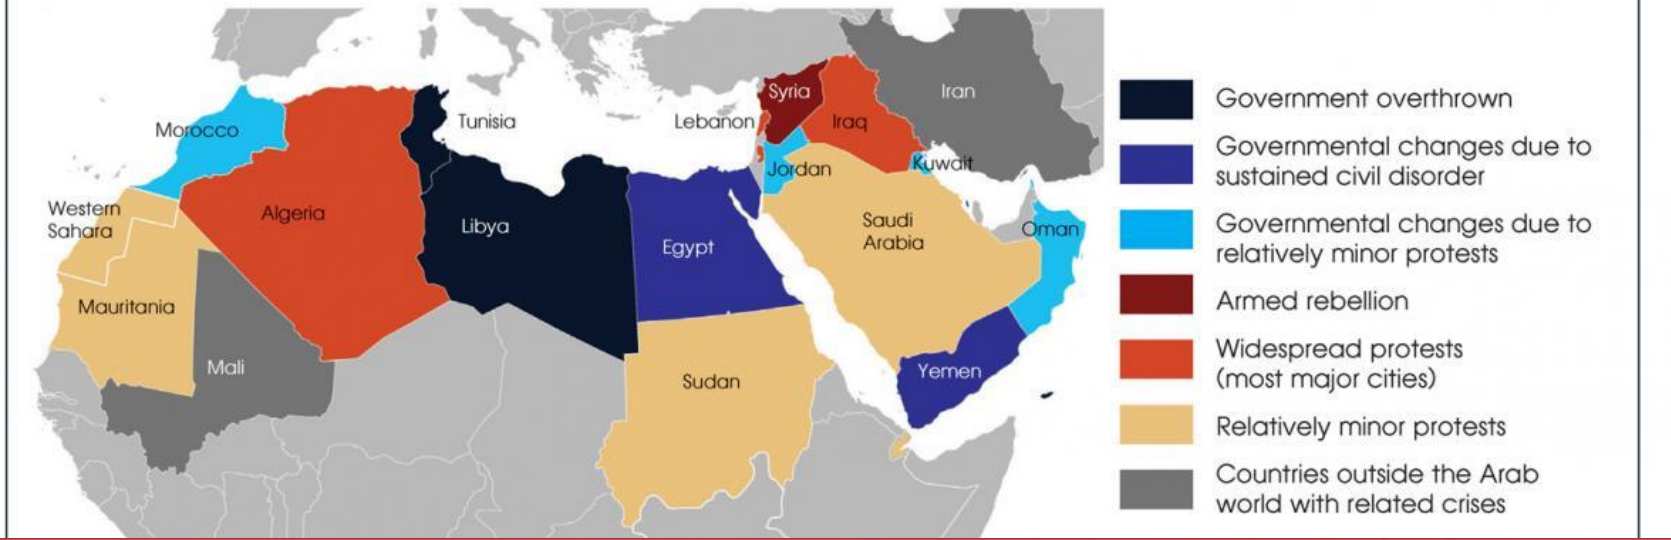 Syria
Iran
Morocco
Tunisia
Lebanon
Iraq
Jordan
Kuwait
Western
Sahara
Algeria
Libya
Egypt
Saudi
Arabia
Oman
Mauritania
Mali
Sudan
Yemen
Government overthrown
Governmental changes due to
sustained civil disorder
Governmental changes due to
relatively minor protests
Armed rebellion
Widespread protests
(most major cities)
Relatively minor protests
Countries outside the Arab
world with related crises